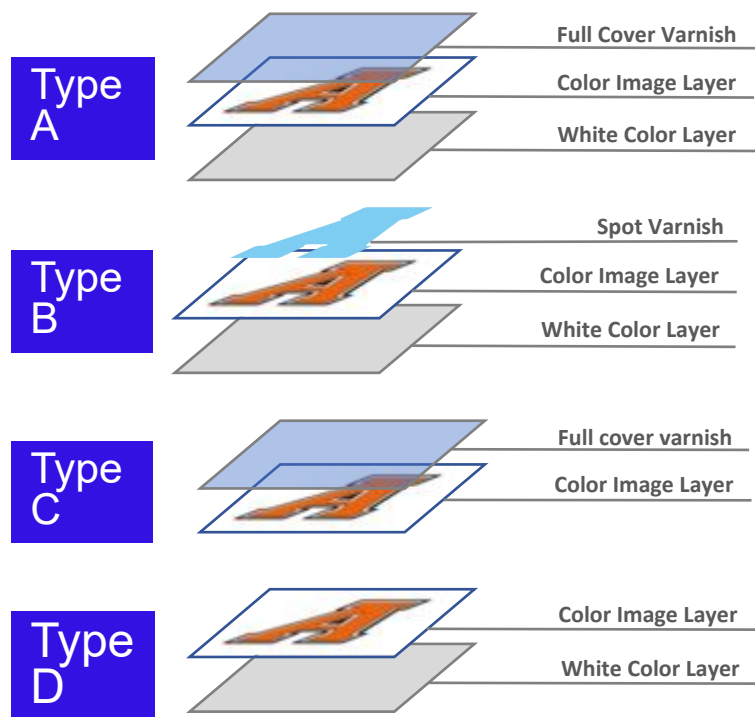 Type
A
Full Cover Varnish
Color Image Layer
White Color Layer
Type
B
Spot Varnish
Color Image Layer
White Color Layer
Type
C
Full cover varnish
Color Image Layer
Type
D
Color Image Layer
White Color Layer